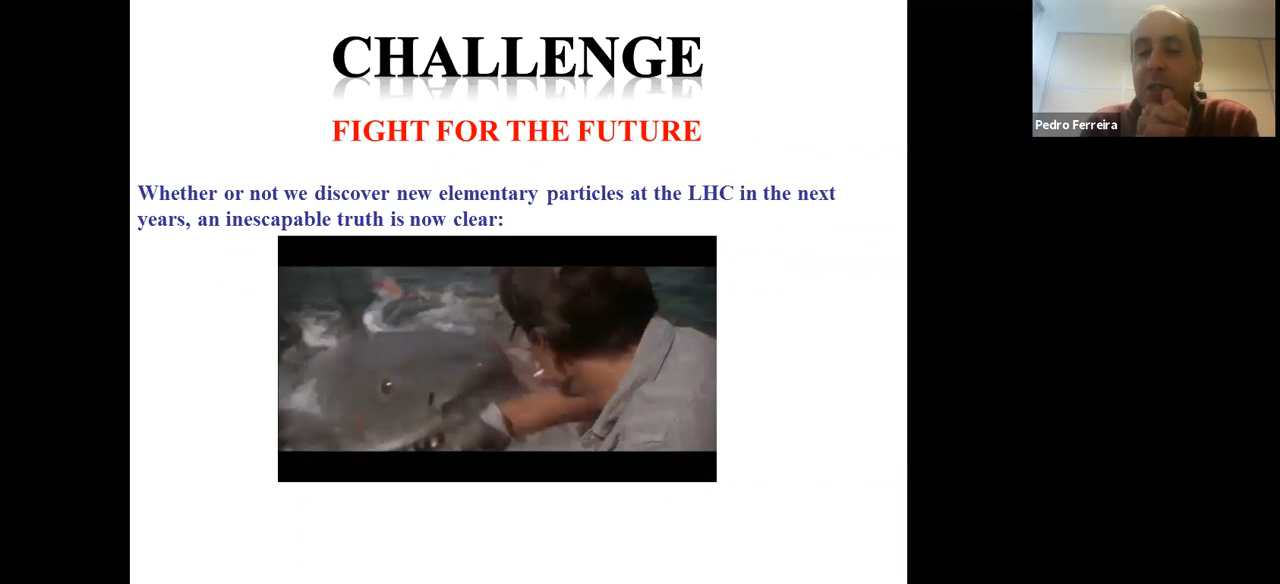 CHALLENGE
FIGHT FOR THE FUTURE
Whether or not we discover new elementary particles at the LHC in the next
years, an inescapable truth is now clear:
Pedro Ferreira